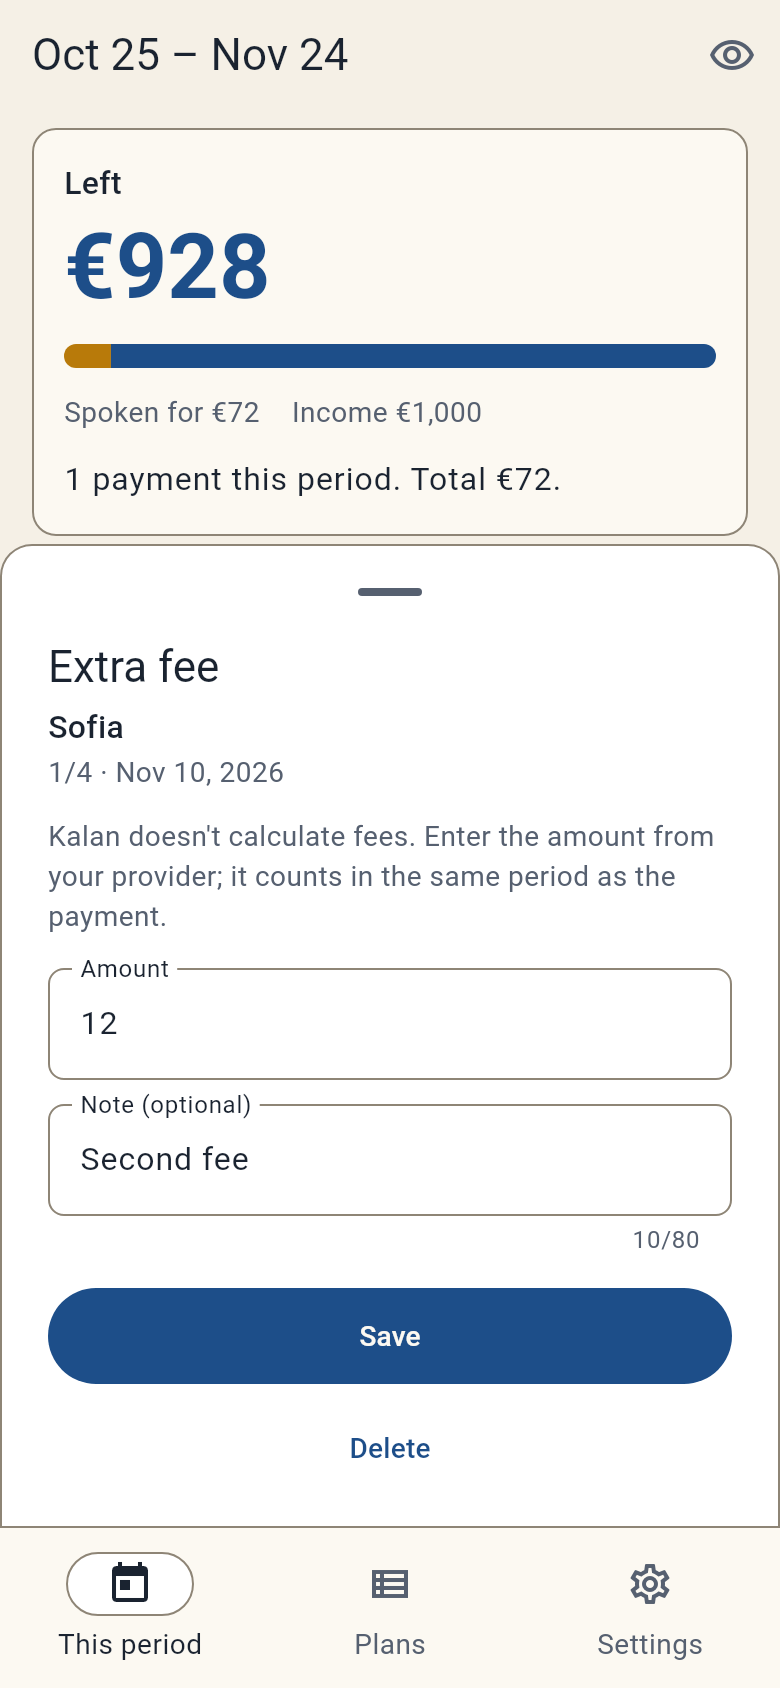 Oct 25 – Nov 24
Left
€928
Spoken for €72 Income €1,000
1 payment this period. Total €72.
Extra fee
Sofia
1/4 · Nov 10, 2026
Kalan doesn't calculate fees. Enter the amount from
your provider; it counts in the same period as the
payment.
Amount
12
Note (optional)
Second fee
10/80
Save
Delete
This period Plans Settings